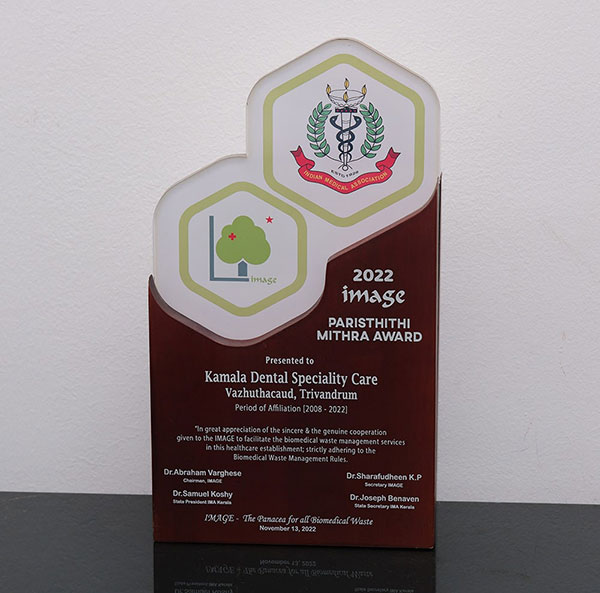 ESTD 1928
INDIAN MEDICAL ASSOCIATION
image
2022
image
PARISTHITHI
MITHRA AWARD
Presented to
Kamala Dental Speciality Care
Vazhuthacaud, Trivandrum
Period of Affiliation [2008 - 2022]
"In great appreciation of the sincere & the genuine cooperation
given to the IMAGE to facilitate the biomedical waste management services
in this healthcare establishment; strictly adhering to the
Biomedical Waste Management Rules.
Dr.Abraham Varghese
Chairman, IMAGE
Dr.Sharafudheen K.P
Secretary IMAGE
Dr.Samuel Koshy
State President IMA Kerala
Dr.Joseph Benaven
State Secretary IMA Kerala
IMAGE - The Panacea for all Biomedical Waste
November 13, 2022